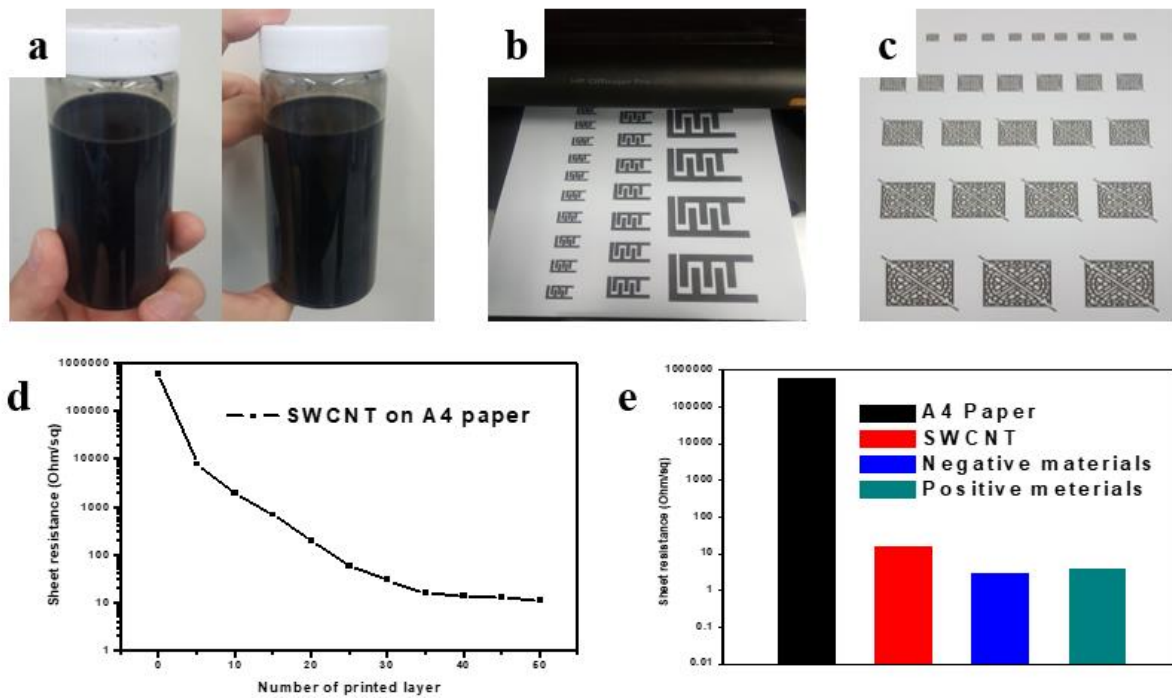 a
b
c
d
1000000
100000
10000
1000
100
10
1
Sheet resistance (Ohm/sq)
SWCNT on A4 paper
0
10
20
30
40
50
Number of printed layer
e
1000000
100000
10000
1000
100
10
1
0.1
0.01
Sheet resistance (Ohm/sq)
A4 Paper
SWCNT
Negative materials
Positive meterials